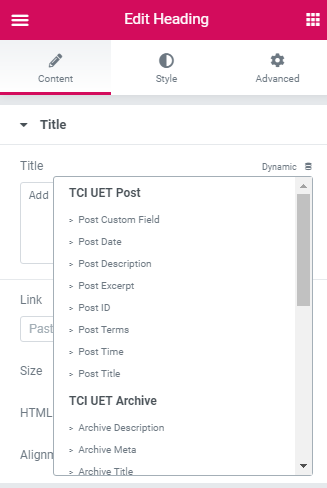 Edit Heading
Content Style Advanced
Title
Title Dynamic
Add
TCI UET Post
> Post Custom Field
> Post Date
> Post Description
> Post Excerpt
> Post ID
> Post Terms
> Post Time
> Post Title
TCI UET Archive
> Archive Description
> Archive Meta
> Archive Title
Link
Past
Size
HTML
Alignm